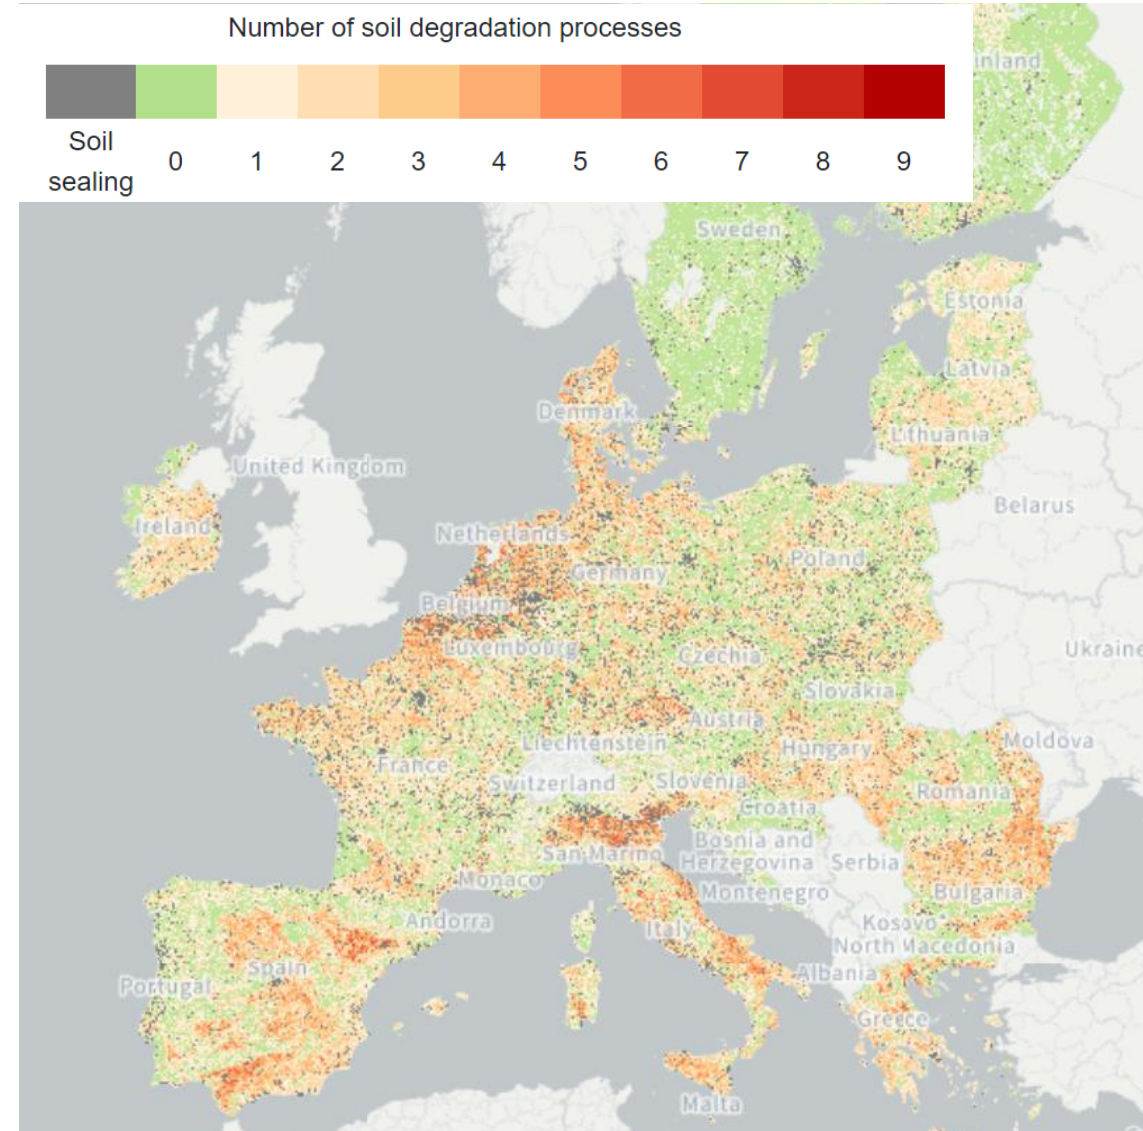 Number of soil degradation processes
Soil
sealing
0 1 2 3 4 5 6 7 8 9
inland
Sweden
Estonia
Latvia
Denmark
Lithuania
United Kingdom
Belarus
Ireland
Netherlands
Poland
Germany
Belgium
Luxembourg
Czechia
Ukraine
Slovakia
Austria
Liechtenstein
Hungary
Moldova
France
Switzerland
Slovenia
Romania
Croatia
Bosnia and
Herzegovina
San Marino
Serbia
Monaco
Montenegro
Bulgaria
Andorra
Italy
Kosovo*
North Macedonia
Spain
Albania
Portugal
Greece
Malta